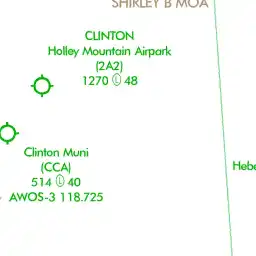 SHIRLEY B MOA
CLINTON
Holley Mountain Airpark
(2A2)
1270 Ⓛ 48
Clinton Muni
(CCA)
514 Ⓛ 40
AWOS-3 118.725
Hebe